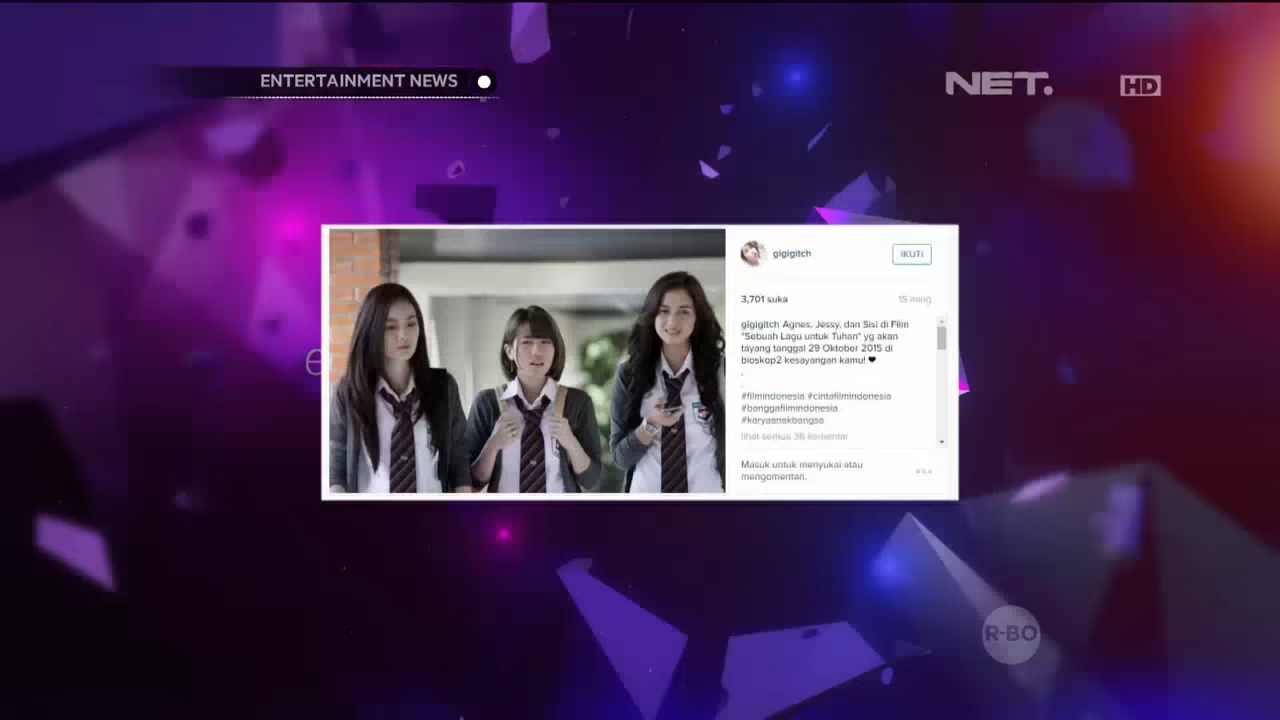 ENTERTAINMENT NEWS
NET.
HD
gigigitch
IKUTI
3,701 suka
15 ming
gigigitch Agnes, Jessy, dan Sisi di Film
"Sebuah Lagu untuk Tuhan" yg akan
tayang tanggal 29 Oktober 2015 di
bioskop2 kesayangan kamu! ❤
.
.
#filmindonesia #cintafilmindonesia
#banggafilmindonesia
#karyaanakbangsa
lihat semua 36 komentar
Masuk untuk menyukai atau
mengomentari.
R-BO